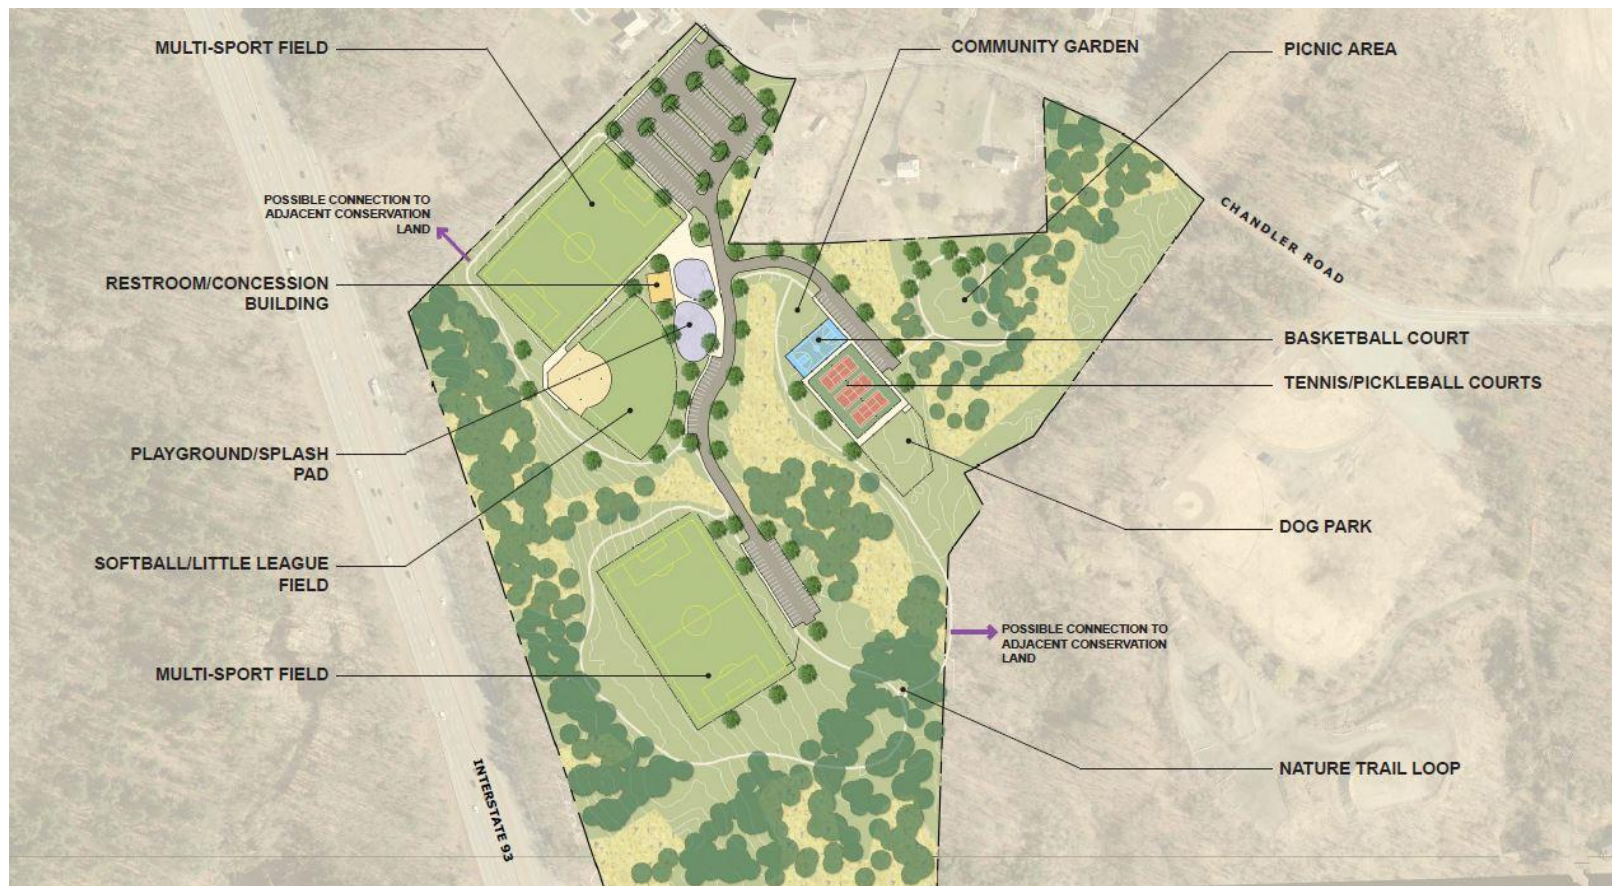 MULTI-SPORT FIELD
COMMUNITY GARDEN
PICNIC AREA
POSSIBLE CONNECTION TO
ADJACENT CONSERVATION
LAND
CHANDLER ROAD
RESTROOM/CONCESSION
BUILDING
BASKETBALL COURT
TENNIS/PICKLEBALL COURTS
PLAYGROUND/SPLASH
PAD
DOG PARK
SOFTBALL/LITTLE LEAGUE
FIELD
POSSIBLE CONNECTION TO
ADJACENT CONSERVATION
LAND
MULTI-SPORT FIELD
NATURE TRAIL LOOP
INTERSTATE 93